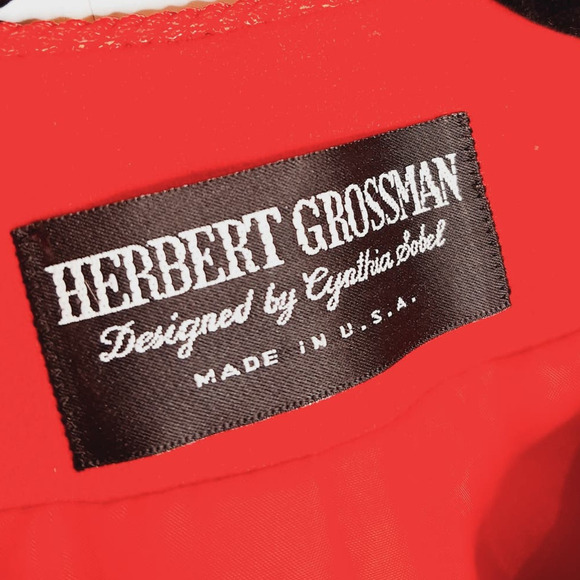 HERBERT GROSSMAN
Designed by Cynthia Sobel
MADE IN U.S.A.